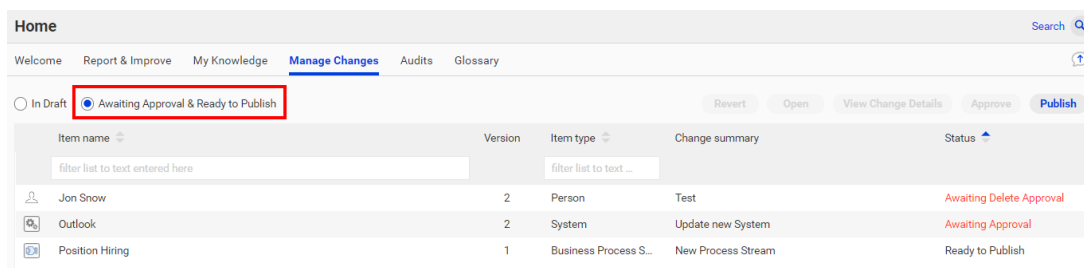 Home
Search
Welcome Report & Improve My Knowledge Manage Changes Audits Glossary
In Draft Awaiting Approval & Ready to Publish Revert Open View Change Details Approve Publish
Item name Version Item type Change summary Status
filter list to text entered here filter list to text ...
Jon Snow 2 Person Test Awaiting Delete Approval
Outlook 2 System Update new System Awaiting Approval
Position Hiring 1 Business Process S... New Process Stream Ready to Publish